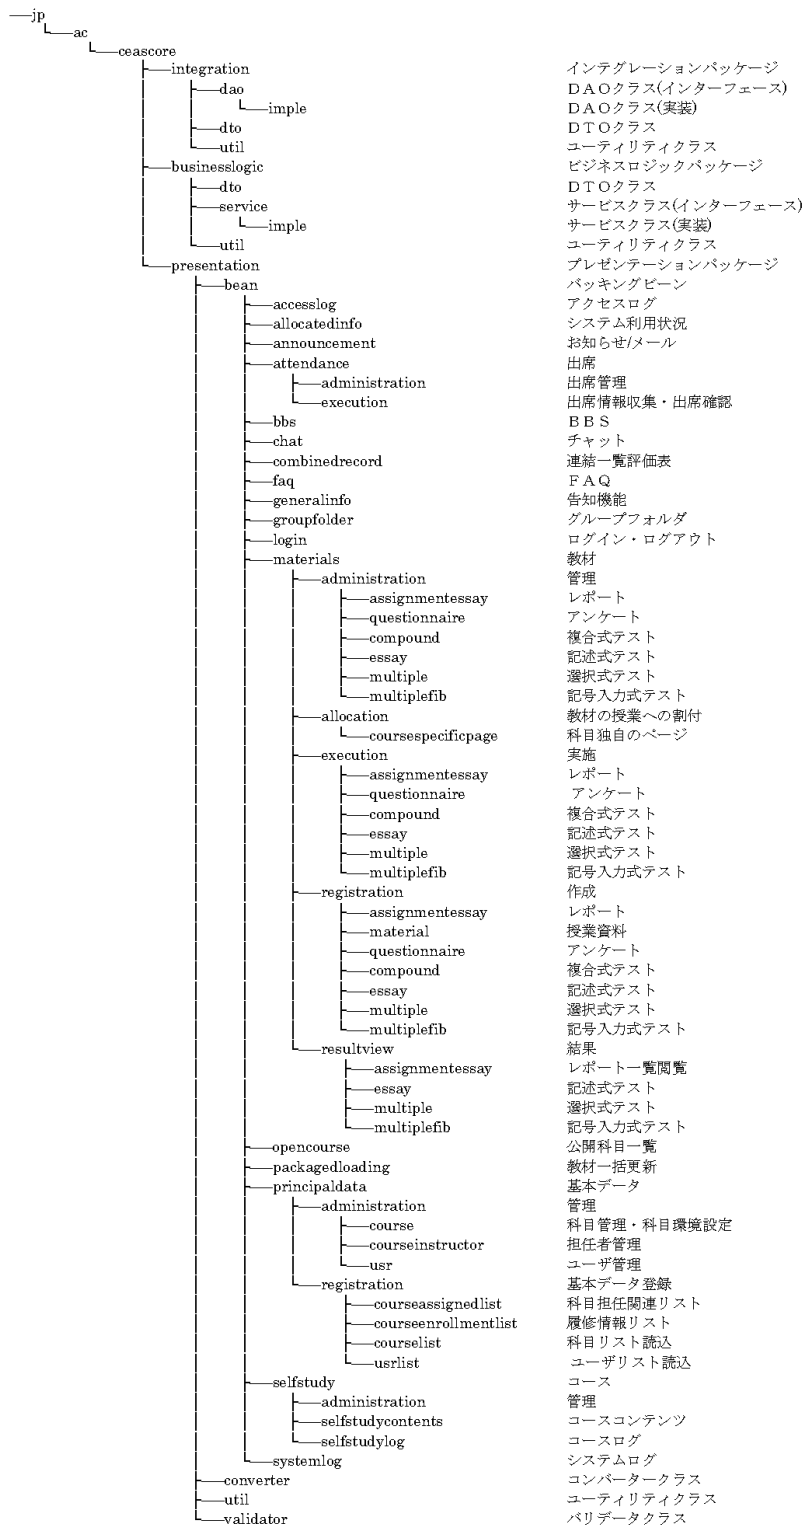 jp
ac
ceascore
integration インテグレーションパッケージ
dao ＤＡＯクラス(インターフェース)
imple ＤＡＯクラス(実装)
dto ＤＴＯクラス
util ユーティリティクラス
businesslogic ビジネスロジックパッケージ
dto ＤＴＯクラス
service サービスクラス(インターフェース)
imple サービスクラス(実装)
util ユーティリティクラス
presentation プレゼンテーションパッケージ
bean バッキングビーン
accesslog アクセスログ
allocatedinfo システム利用状況
announcement お知らせ/メール
attendance 出席
administration 出席管理
execution 出席情報収集・出席確認
bbs ＢＢＳ
chat チャット
combinedrecord 連結一覧評価表
faq ＦＡＱ
generalinfo 告知機能
groupfolder グループフォルダ
login ログイン・ログアウト
materials 教材
administration 管理
assignmentessay レポート
questionnaire アンケート
compound 複合式テスト
essay 記述式テスト
multiple 選択式テスト
multiplefib 記号入力式テスト
allocation 教材の授業への割付
coursespecificpage 科目独自のページ
execution 実施
assignmentessay レポート
questionnaire アンケート
compound 複合式テスト
essay 記述式テスト
multiple 選択式テスト
multiplefib 記号入力式テスト
registration 作成
assignmentessay レポート
material 授業資料
questionnaire アンケート
compound 複合式テスト
essay 記述式テスト
multiple 選択式テスト
multiplefib 記号入力式テスト
resultview 結果
assignmentessay レポート一覧閲覧
essay 記述式テスト
multiple 選択式テスト
multiplefib 記号入力式テスト
opencourse 公開科目一覧
packagedloading 教材一括更新
principaldata 基本データ
administration 管理
course 科目管理・科目環境設定
courseinstructor 担任者管理
usr ユーザ管理
registration 基本データ登録
courseassignedlist 科目担任関連リスト
courseenrollmentlist 履修情報リスト
courselist 科目リスト読込
usrlist ユーザリスト読込
selfstudy コース
administration 管理
selfstudycontents コースコンテンツ
selfstudylog コースログ
systemlog システムログ
converter コンバータークラス
util ユーティリティクラス
validator バリデータクラス